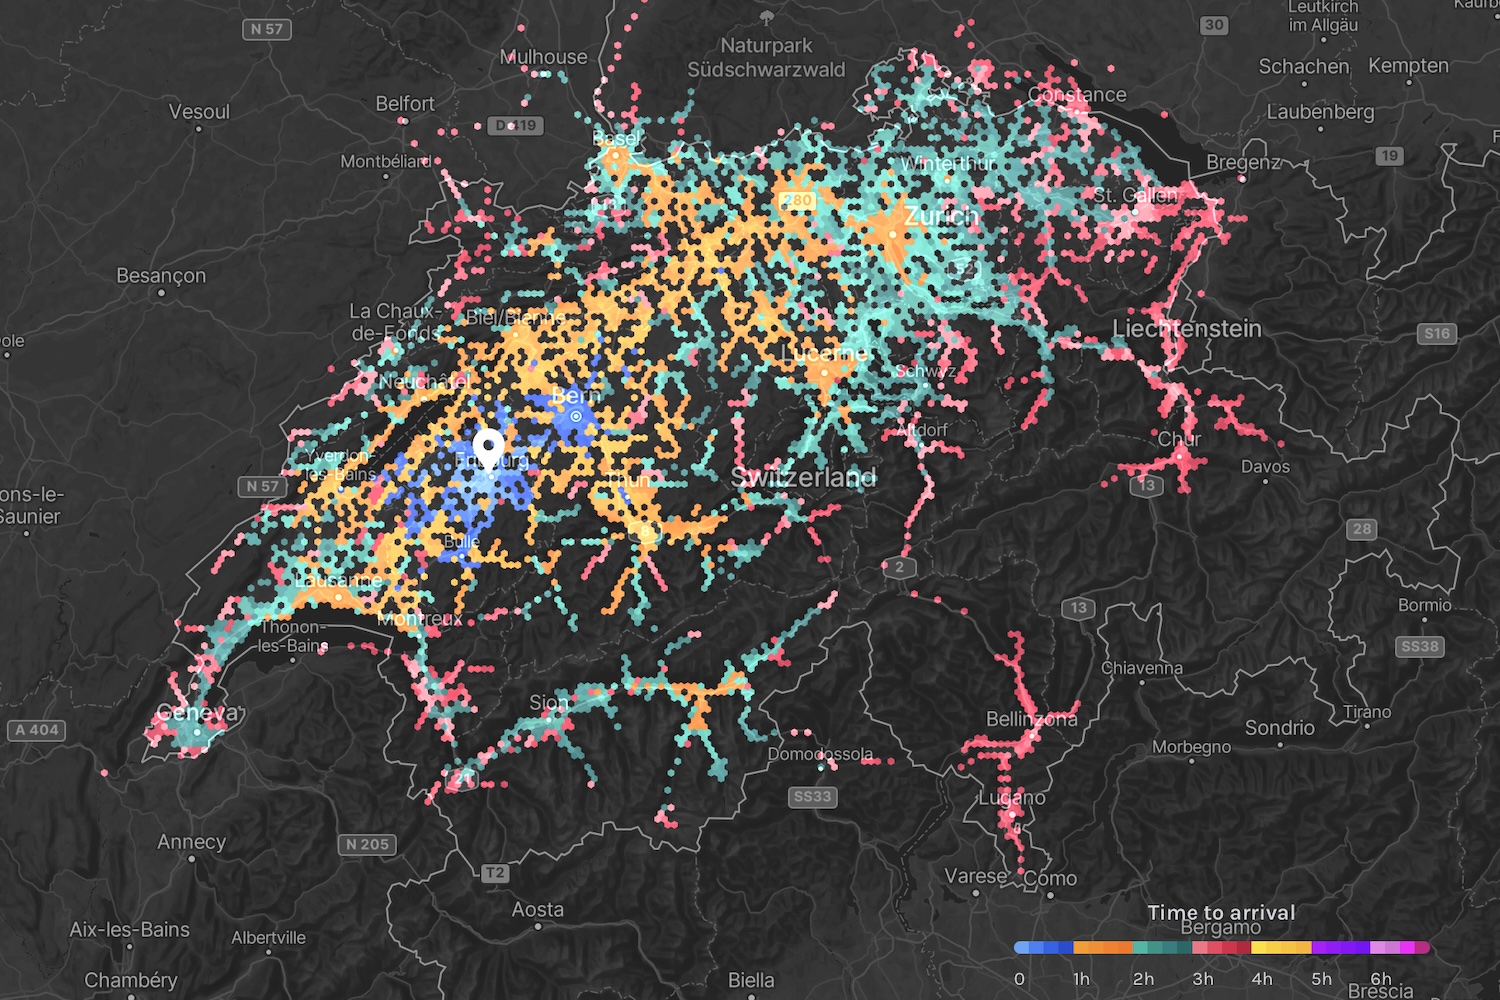 N 57
Mulhouse
Naturpark
Südschwarzwald
30
Leutkirch
im Allgäu
Schachen
Kempten
Vesoul
Belfort
D 419
Constance
Laubenberg
Basel
Montbéliard
Winterthur
19
Bregenz
280
St. Gallen
Zurich
Besançon
52
La Chaux-
de-Fonds
Biel/Bienne
Liechtenstein
S16
ole
Lucerne
Neuchâtel
Schwyz
Bern
Altdorf
Chur
Yverdon-
les-Bains
Fribourg
Thun
Switzerland
Davos
N 57
13
ons-le-
Saunier
8
28
Bulle
2
Lausanne
13
Bormio
Montreux
Thonon-
les-Bains
SS38
Chiavenna
Sion
Geneva
Bellinzona
Tirano
A 404
Sondrio
Morbegno
Domodossola
21
SS33
Lugano
Annecy
N 205
T2
Varese
Como
Aosta
Time to arrival
Bergamo
Aix-les-Bains
Albertville
Chambéry
Biella
0 1h 2h 3h 4h 5h 6h
Brescia